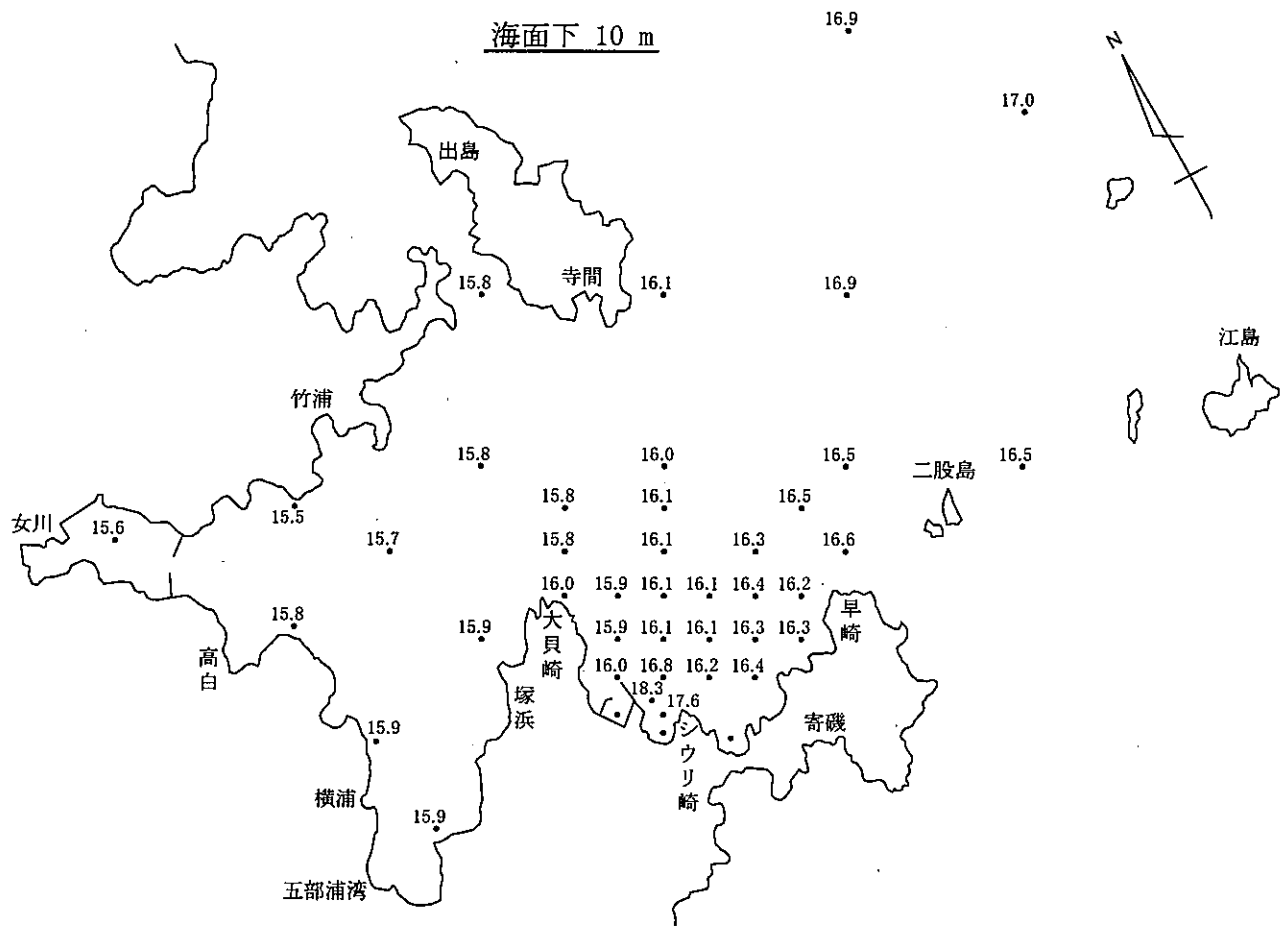 海面下 10 m
16.9
N
17.0
出島
寺間
15.8
16.1
16.9
江島
竹浦
15.8
16.0
16.5
16.5
二股島
15.8
16.1
16.5
女川
15.6
15.5
15.7
15.8
16.1
16.3
16.6
16.0
15.9
16.1
16.1
16.4
16.2
大貝崎
早崎
15.8
15.9
15.9
16.1
16.1
16.3
16.3
高白
塚浜
16.0
16.8
16.2
16.4
18.3
17.6
シウリ崎
寄磯
15.9
横浦
15.9
五部浦湾